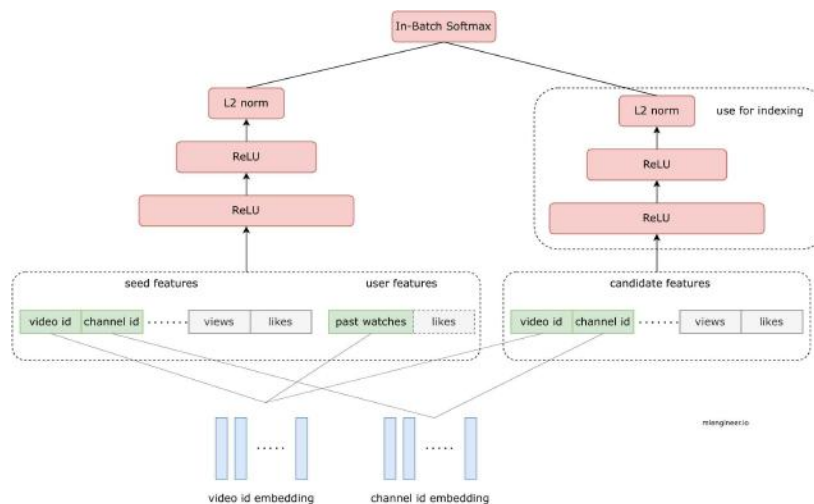 In-Batch Softmax
L2 norm
L2 norm
use for indexing
ReLU
ReLU
ReLU
ReLU
seed features
user features
candidate features
video id
channel id
......
views
likes
past watches
likes
video id
channel id
......
views
likes
mlengineer.io
.....
.....
video id embedding
channel id embedding